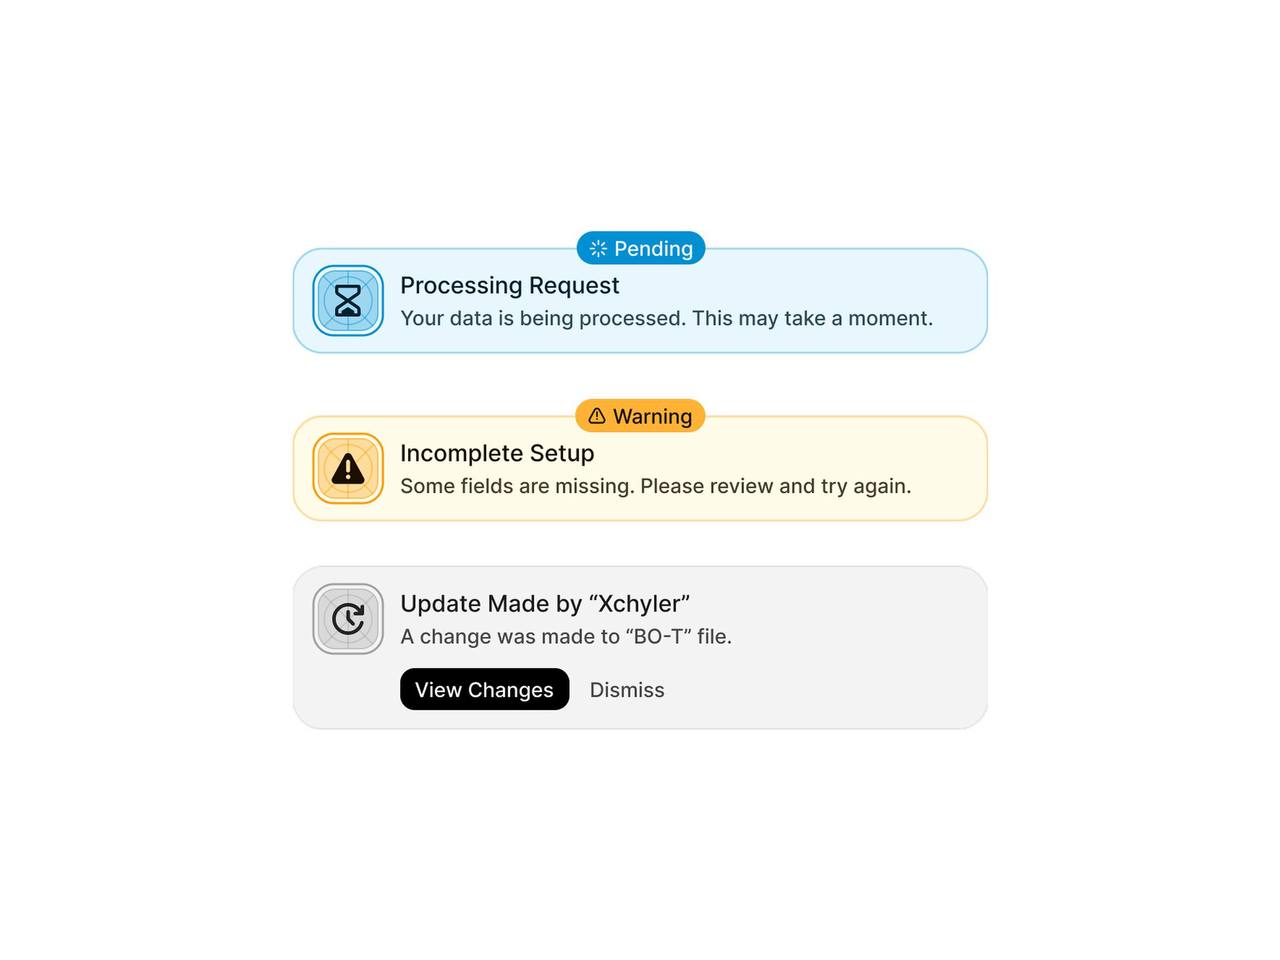 Pending
Processing Request
Your data is being processed. This may take a moment.
Warning
Incomplete Setup
Some fields are missing. Please review and try again.
Update Made by “Xchyler”
A change was made to “BO-T” file.
View Changes Dismiss